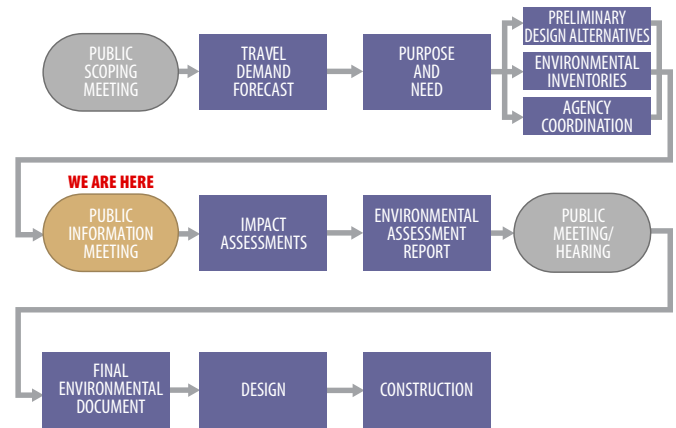 PUBLIC
SCOPING
MEETING
TRAVEL
DEMAND
FORECAST
PURPOSE
AND
NEED
PRELIMINARY
DESIGN ALTERNATIVES
ENVIRONMENTAL
INVENTORIES
AGENCY
COORDINATION
WE ARE HERE
PUBLIC
INFORMATION
MEETING
IMPACT
ASSESSMENTS
ENVIRONMENTAL
ASSESSMENT
REPORT
PUBLIC
MEETING/
HEARING
FINAL
ENVIRONMENTAL
DOCUMENT
DESIGN
CONSTRUCTION